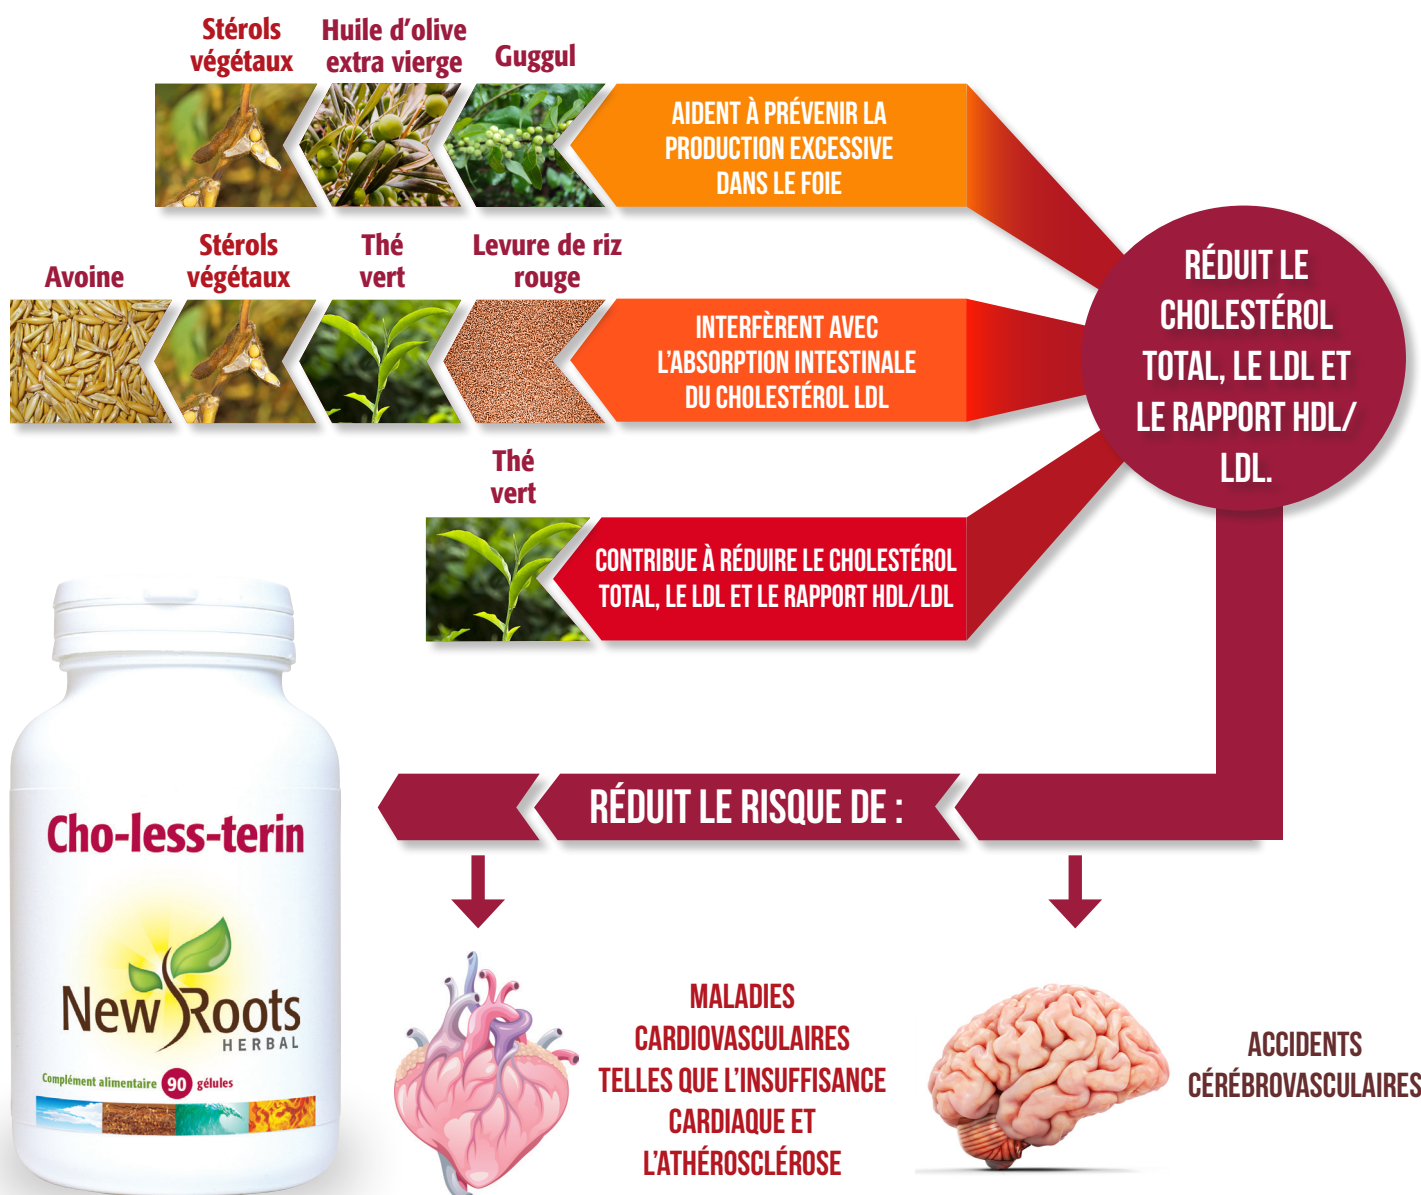 Stérols
végétaux
Huile d’olive
extra vierge
Guggul
AIDENT À PRÉVENIR LA
PRODUCTION EXCESSIVE
DANS LE FOIE
Avoine
Stérols
végétaux
Thé
vert
Levure de riz
rouge
INTERFÈRENT AVEC
L’ABSORPTION INTESTINALE
DU CHOLESTÉROL LDL
Thé
vert
CONTRIBUE À RÉDUIRE LE CHOLESTÉROL
TOTAL, LE LDL ET LE RAPPORT HDL/LDL
RÉDUIT LE
CHOLESTÉROL
TOTAL, LE LDL ET
LE RAPPORT HDL/
LDL.
RÉDUIT LE RISQUE DE :
Cho-less-terin
New Roots
HERBAL
Complément alimentaire 90 gélules
MALADIES
CARDIOVASCULAIRES
TELLES QUE L’INSUFFISANCE
CARDIAQUE ET
L’ATHÉROSCLÉROSE
ACCIDENTS
CÉRÉBROVASCULAIRES